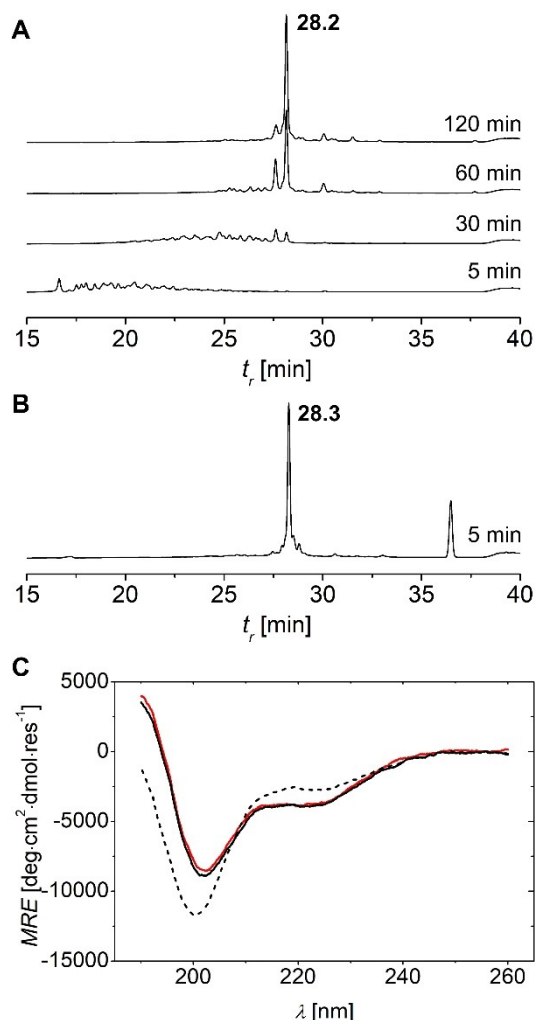 A
28.2
120 min
60 min
30 min
5 min
15 20 25 30 35 40
t_r [min]
B
28.3
5 min
15 20 25 30 35 40
t_r [min]
C
5000
0
-5000
-10000
-15000
MRE [deg·cm²·dmol·res⁻¹]
200 220 240 260
λ [nm]